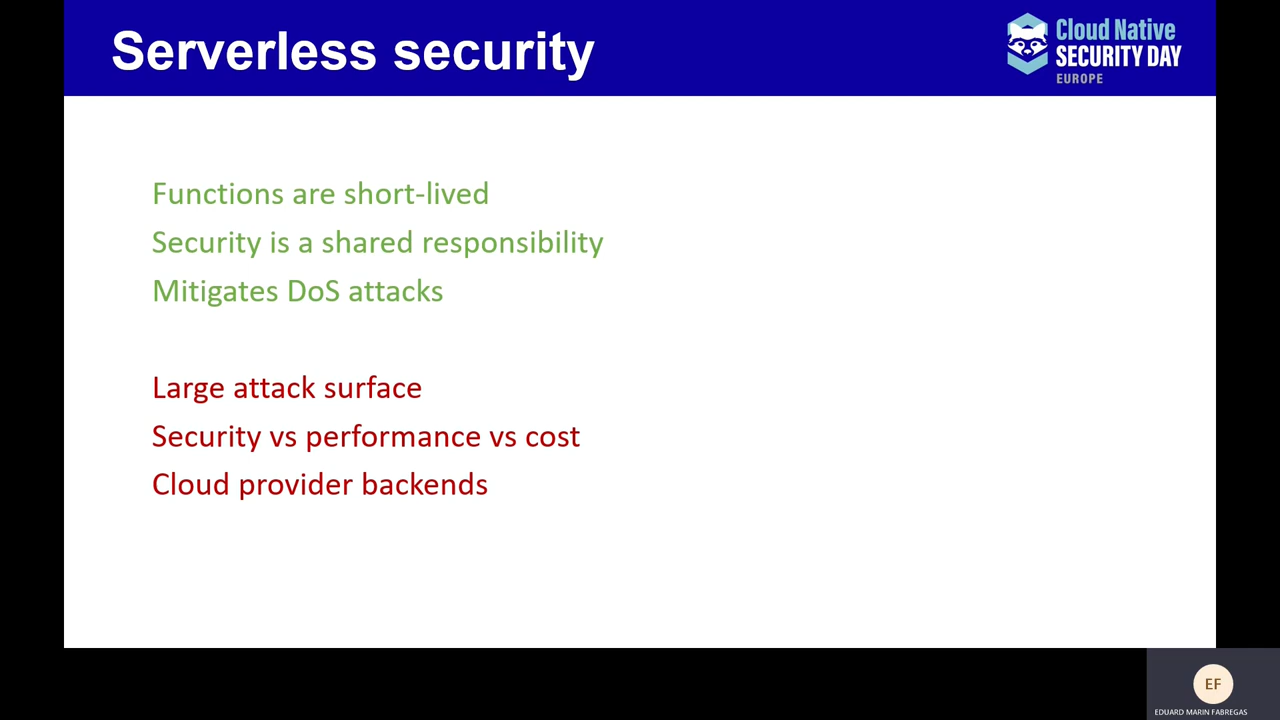 Serverless security
Cloud Native
SECURITY DAY
EUROPE
Functions are short-lived
Security is a shared responsibility
Mitigates DoS attacks
Large attack surface
Security vs performance vs cost
Cloud provider backends
EF
EDUARD MARIN FABREGAS